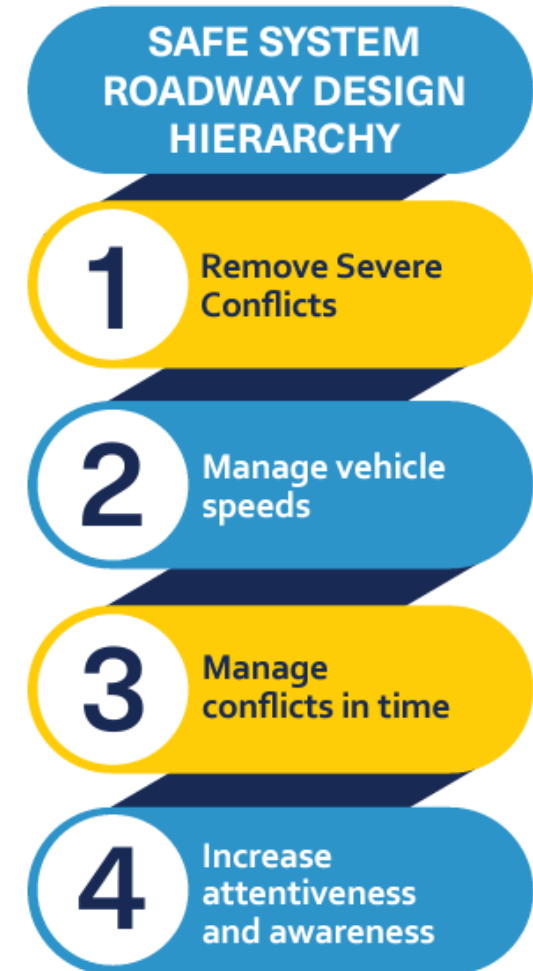 SAFE SYSTEM
ROADWAY DESIGN
HIERARCHY
1
Remove Severe
Conflicts
2
Manage vehicle
speeds
3
Manage
conflicts in time
4
Increase
attentiveness
and awareness